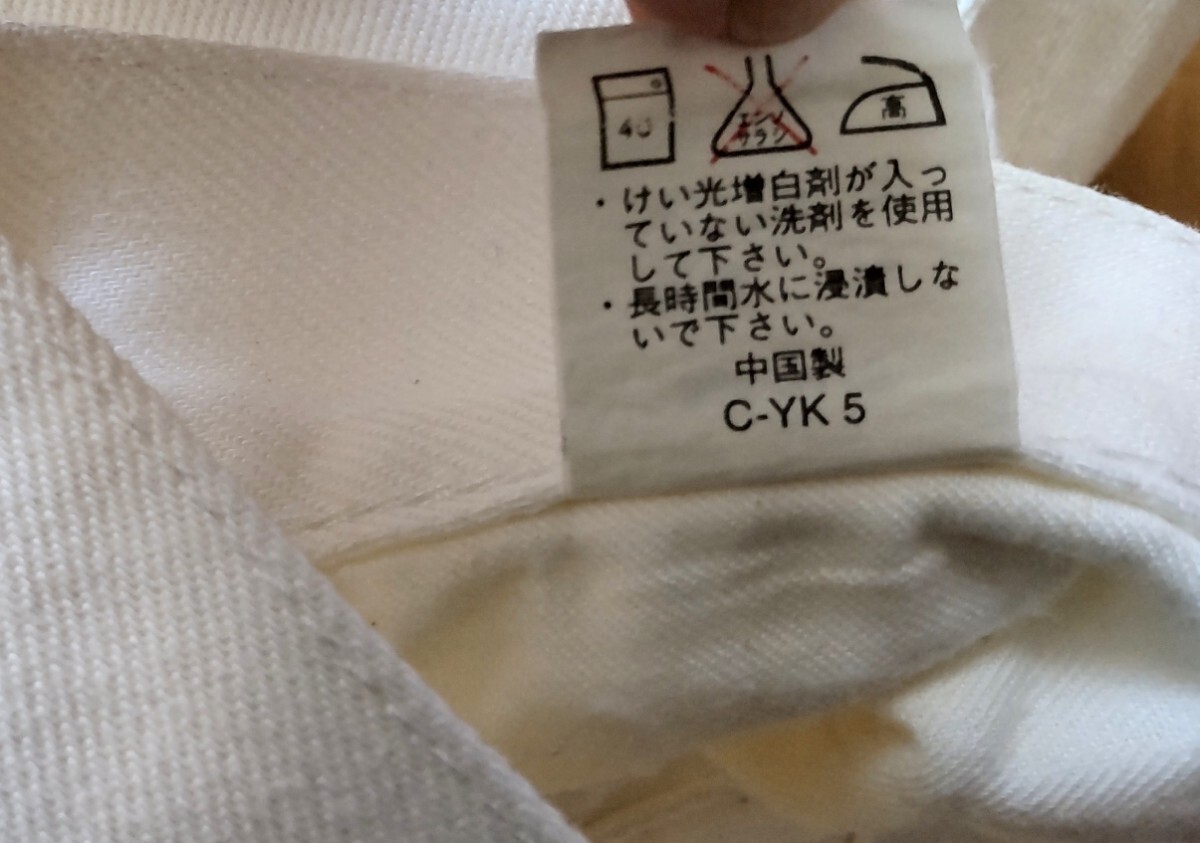 40
エンソ
サラシ
高
・けい光増白剤が入っ
ていない洗剤を使用
して下さい。
・長時間水に浸漬しな
いで下さい。
中国製
C-YK 5